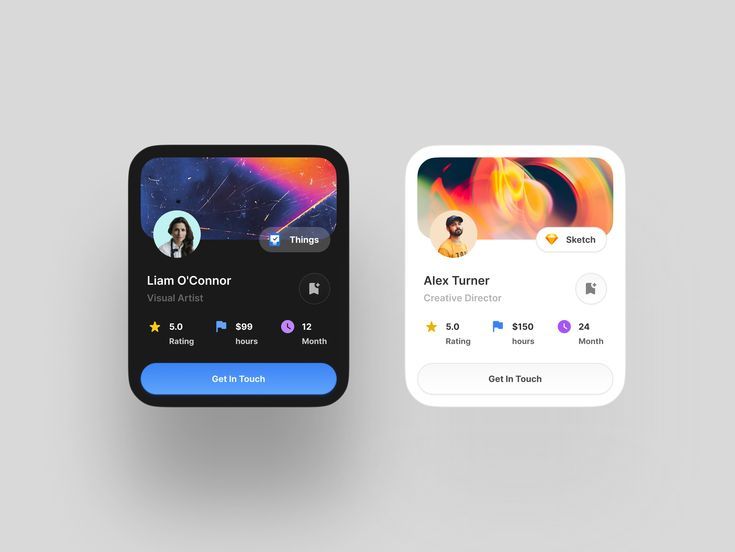 Things
Liam O'Connor
Visual Artist
5.0
Rating
$99
hours
12
Month
Get In Touch
Sketch
Alex Turner
Creative Director
5.0
Rating
$150
hours
24
Month
Get In Touch